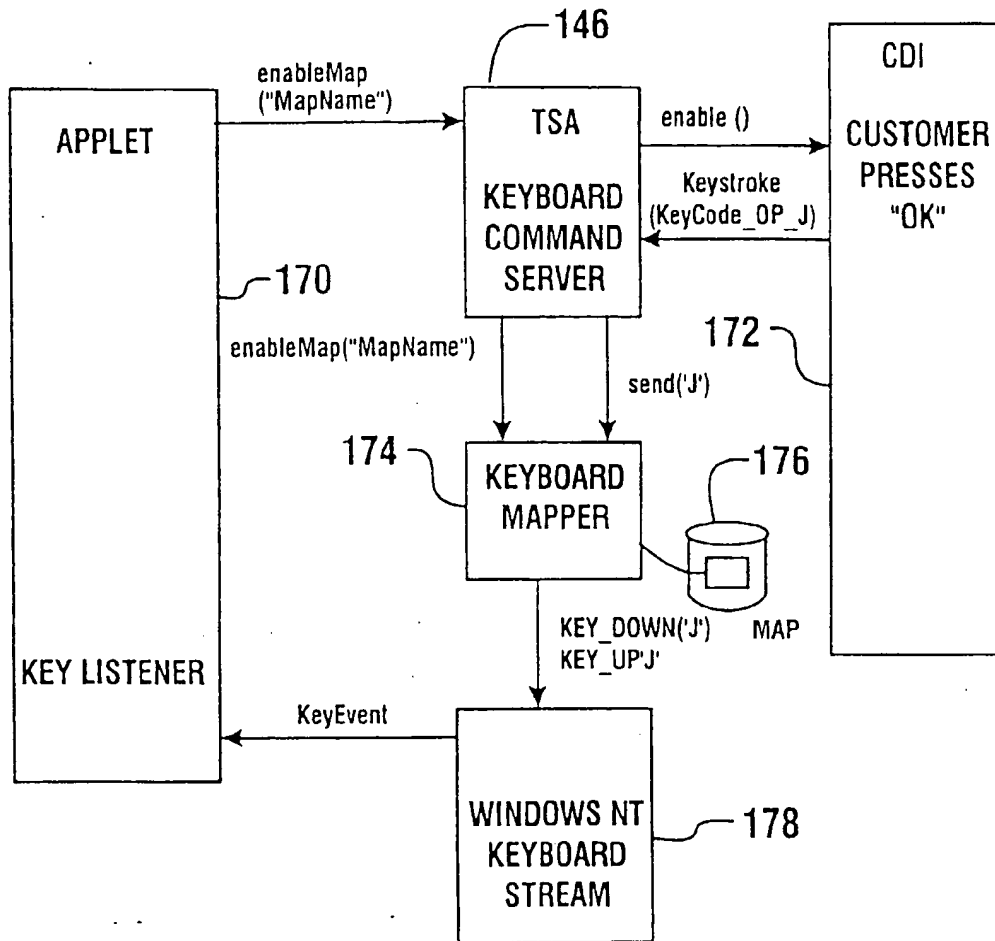 146
enableMap
("MapName")
APPLET
TSA
KEYBOARD
COMMAND
SERVER
enable ()
Keystroke
(KeyCode_OP_J)
CDI
CUSTOMER
PRESSES
"OK"
170
enableMap("MapName")
send('J')
172
174
KEYBOARD
MAPPER
176
MAP
KEY_DOWN('J')
KEY_UP'J'
KEY LISTENER
KeyEvent
WINDOWS NT
KEYBOARD
STREAM
178